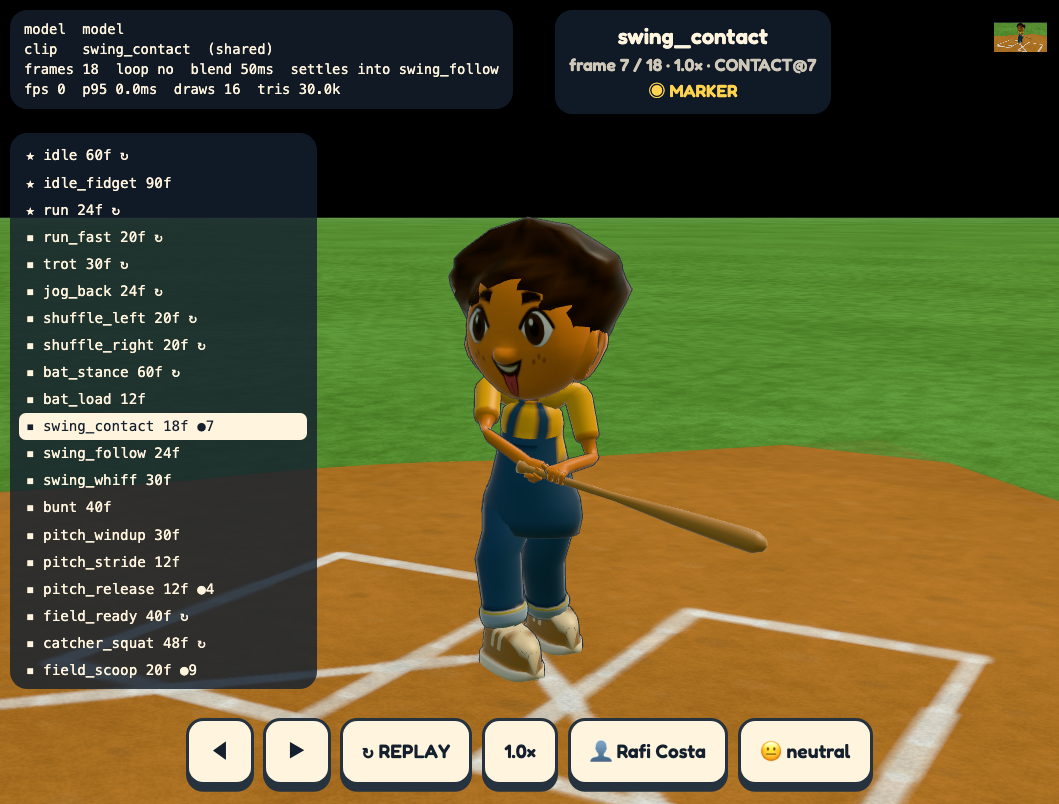 model  model
clip   swing_contact  (shared)
frames 18  loop no  blend 50ms  settles into swing_follow
fps 0  p95 0.0ms  draws 16  tris 30.0k
swing_contact
frame 7 / 18 · 1.0× · CONTACT@7
◉ MARKER
★ idle 60f ↻
★ idle_fidget 90f
★ run 24f ↻
▪ run_fast 20f ↻
▪ trot 30f ↻
▪ jog_back 24f ↻
▪ shuffle_left 20f ↻
▪ shuffle_right 20f ↻
▪ bat_stance 60f ↻
▪ bat_load 12f
▪ swing_contact 18f ●7
▪ swing_follow 24f
▪ swing_whiff 30f
▪ bunt 40f
▪ pitch_windup 30f
▪ pitch_stride 12f
▪ pitch_release 12f ●4
▪ field_ready 40f ↻
▪ catcher_squat 48f ↻
▪ field_scoop 20f ●9
◀ ▶ ↻ REPLAY 1.0× 👤 Rafi Costa 😐 neutral